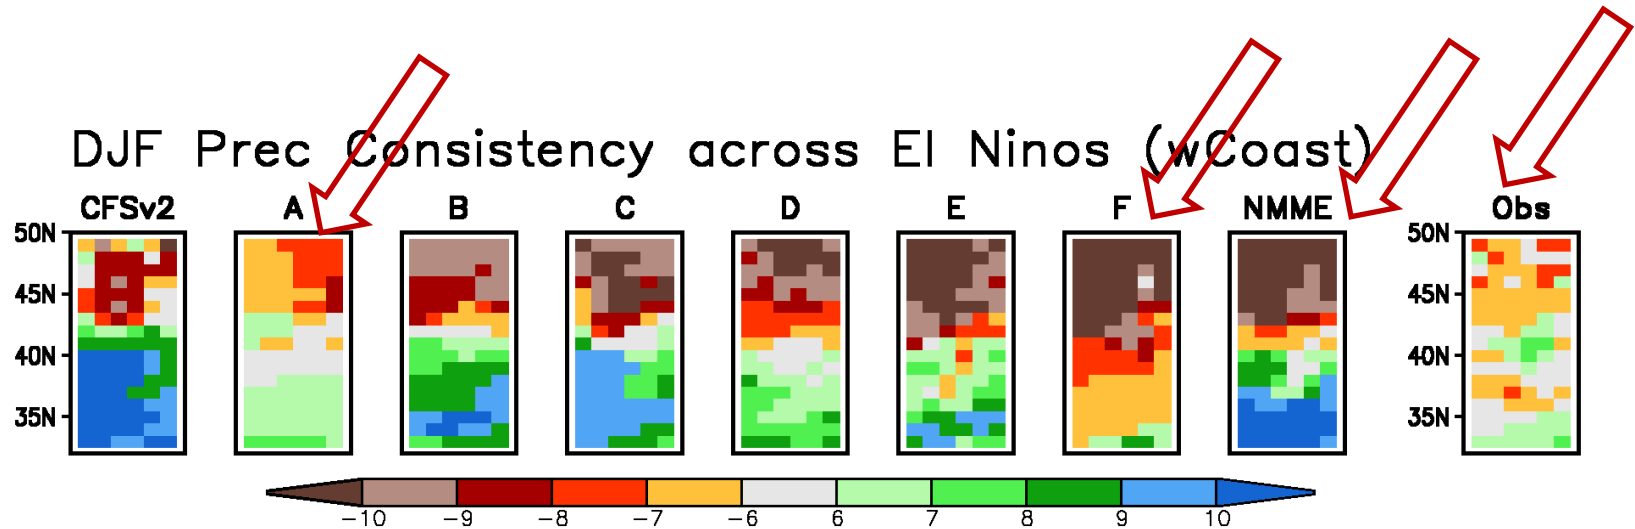 DJF Prec Consistency across El Ninos (wCoast)
CFSv2 A B C D E F NMME Obs
50N 50N
45N 45N
40N 40N
35N 35N
-10 -9 -8 -7 -6 6 7 8 9 10